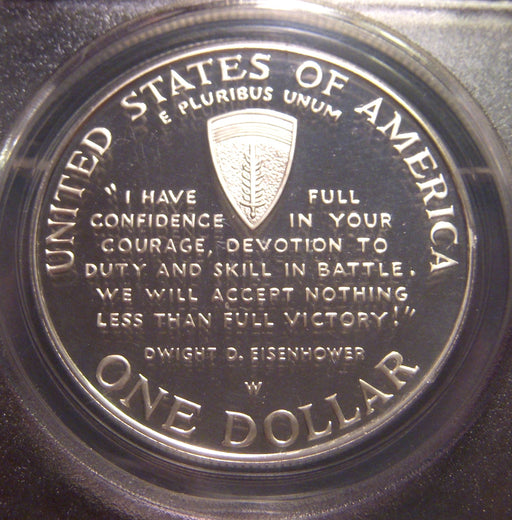 UNITED STATES OF AMERICA
E PLURIBUS UNUM
"I HAVE FULL
CONFIDENCE IN YOUR
COURAGE, DEVOTION TO
DUTY AND SKILL IN BATTLE.
WE WILL ACCEPT NOTHING
LESS THAN FULL VICTORY!"
DWIGHT D. EISENHOWER
W
ONE DOLLAR